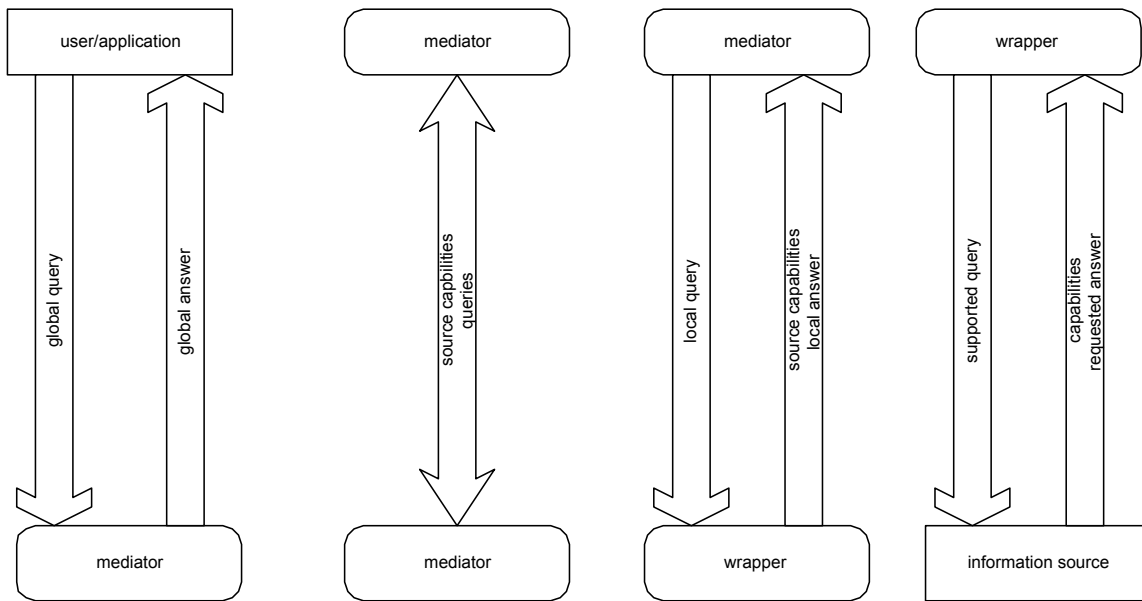 user/application
mediator
mediator
wrapper
global query
global answer
source capbilities
queries
local query
source capabilities
local answer
supported query
capabilities
requested answer
mediator
mediator
wrapper
information source